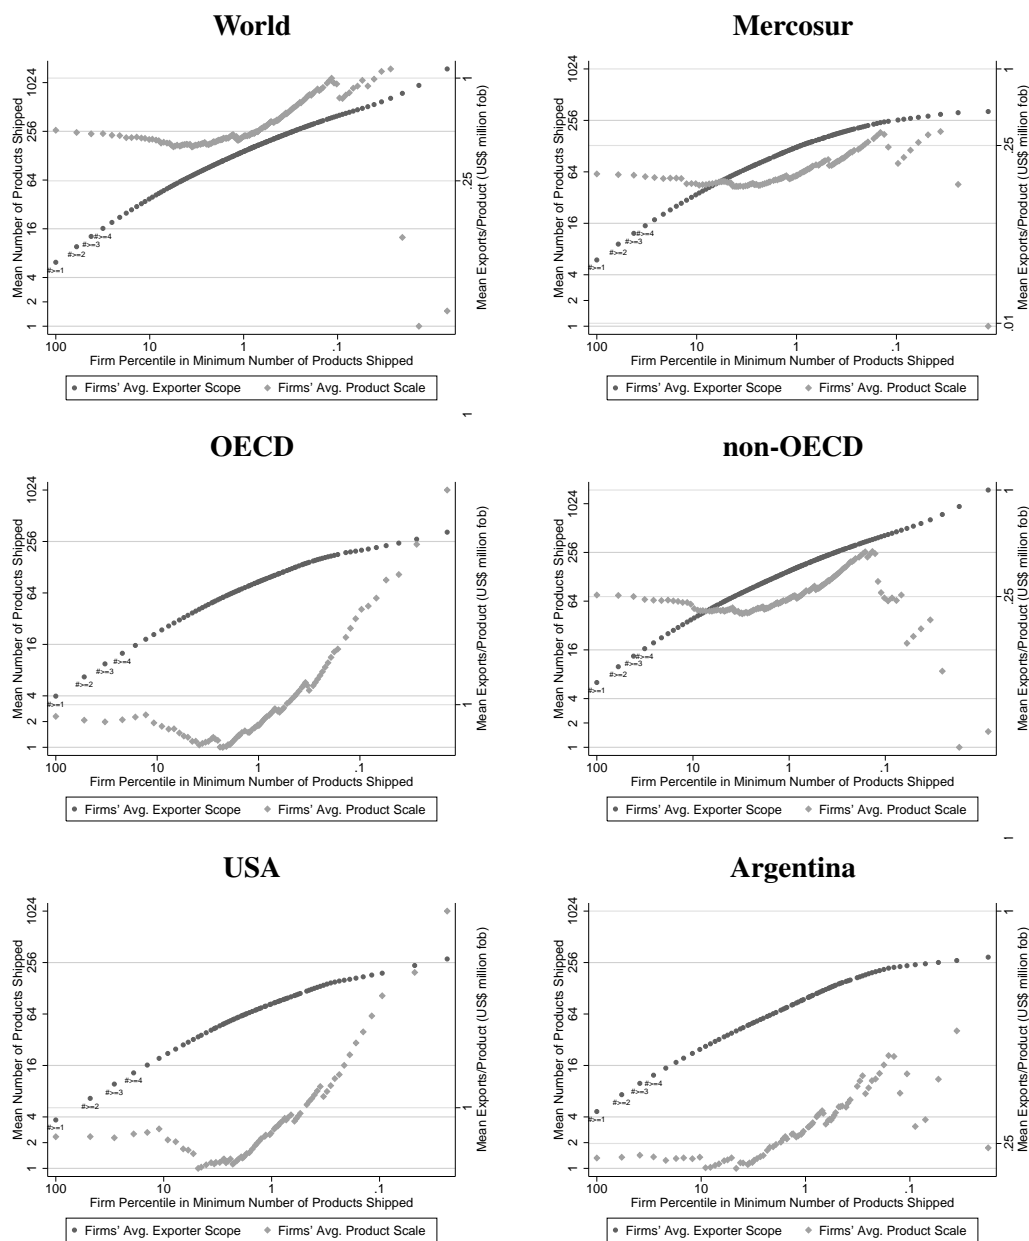 World
Mean Number of Products Shipped
1 2 4 16 64 256 1024
#>=1
#>=2
#>=3
#>=4
.25 1
100 10 1 .1
Firm Percentile in Minimum Number of Products Shipped
Firms' Avg. Exporter Scope Firms' Avg. Product Scale
Mean Exports/Product (US$ million fob)
Mercosur
Mean Number of Products Shipped
1 2 4 16 64 256 1024
#>=1
#>=2
#>=3
#>=4
.01 .25 1
100 10 1 .1
Firm Percentile in Minimum Number of Products Shipped
Firms' Avg. Exporter Scope Firms' Avg. Product Scale
Mean Exports/Product (US$ million fob)
OECD
Mean Number of Products Shipped
1 2 4 16 64 256 1024
#>=1
#>=2
#>=3
#>=4
1 1
100 10 1 .1
Firm Percentile in Minimum Number of Products Shipped
Firms' Avg. Exporter Scope Firms' Avg. Product Scale
Mean Exports/Product (US$ million fob)
non-OECD
Mean Number of Products Shipped
1 2 4 16 64 256 1024
#>=1
#>=2
#>=3
#>=4
.25 1
100 10 1 .1
Firm Percentile in Minimum Number of Products Shipped
Firms' Avg. Exporter Scope Firms' Avg. Product Scale
Mean Exports/Product (US$ million fob)
USA
Mean Number of Products Shipped
1 2 4 16 64 256 1024
#>=1
#>=2
#>=3
#>=4
1
100 10 1 .1
Firm Percentile in Minimum Number of Products Shipped
Firms' Avg. Exporter Scope Firms' Avg. Product Scale
Mean Exports/Product (US$ million fob)
Argentina
Mean Number of Products Shipped
1 2 4 16 64 256 1024
#>=1
#>=2
#>=3
#>=4
.25 1 1
100 10 1 .1
Firm Percentile in Minimum Number of Products Shipped
Firms' Avg. Exporter Scope Firms' Avg. Product Scale
Mean Exports/Product (US$ million fob)